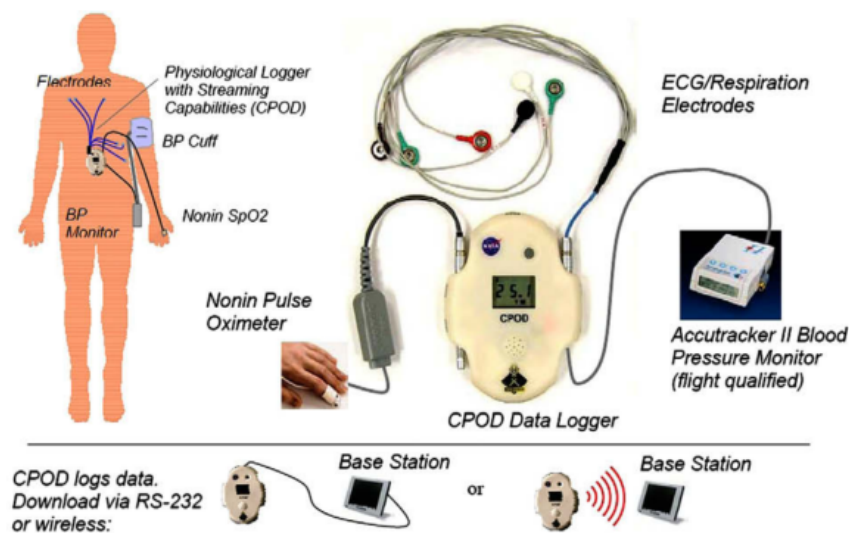 Electrodes
Physiological Logger
with Streaming
Capabilities (CPOD)
BP Cuff
BP
Monitor
Nonin SpO2
ECG/Respiration
Electrodes
Nonin Pulse
Oximeter
NASA
25.1
CPOD
Accutracker II Blood
Pressure Monitor
(flight qualified)
CPOD Data Logger
CPOD logs data.
Download via RS-232
or wireless:
Base Station
or
Base Station